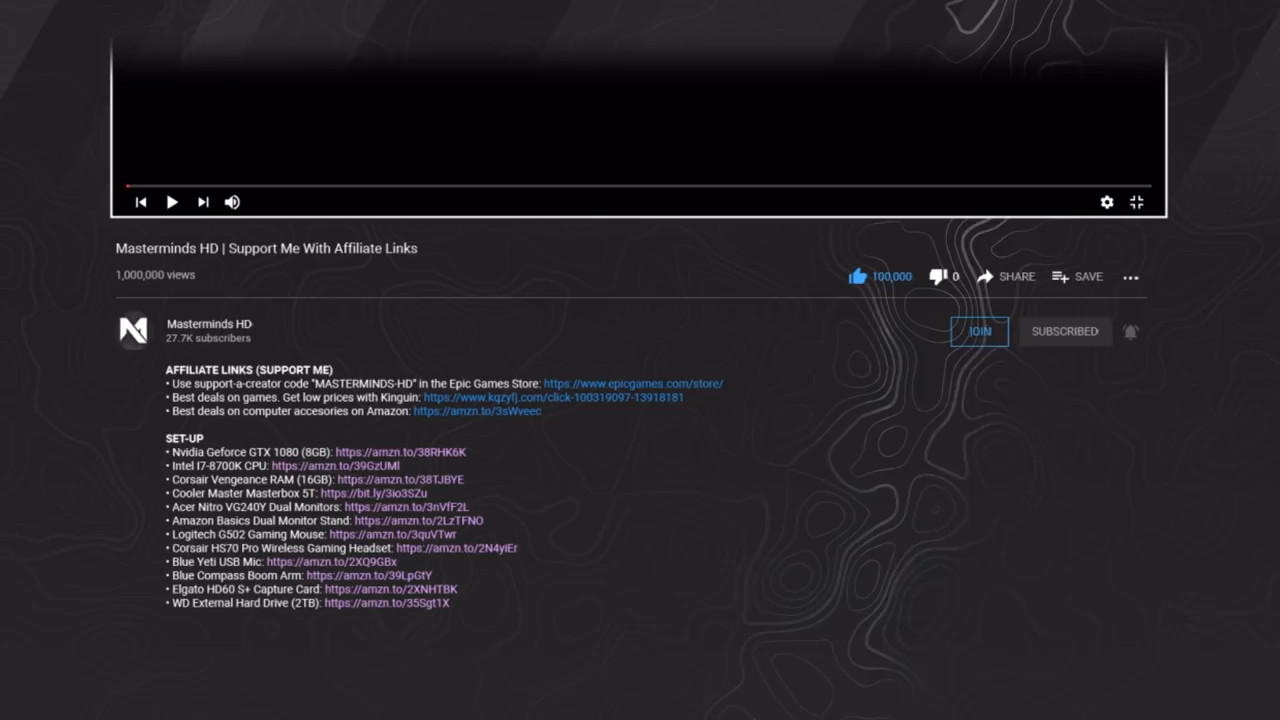 Masterminds HD | Support Me With Affiliate Links
1,000,000 views
100,000
0
SHARE
SAVE
Masterminds HD
27.7K subscribers
JOIN
SUBSCRIBED
AFFILIATE LINKS (SUPPORT ME)
• Use support-a-creator code "MASTERMINDS-HD" in the Epic Games Store: https://www.epicgames.com/store/
• Best deals on games. Get low prices with Kinguin: https://www.kqzyfj.com/click-100319097-13918181
• Best deals on computer accesories on Amazon: https://amzn.to/3sWveec
SET-UP
• Nvidia Geforce GTX 1080 (8GB): https://amzn.to/38RHK6K
• Intel I7-8700K CPU: https://amzn.to/39GzUMl
• Corsair Vengeance RAM (16GB): https://amzn.to/38TJBYE
• Cooler Master Masterbox 5T: https://bit.ly/3io3SZu
• Acer Nitro VG240Y Dual Monitors: https://amzn.to/3nVfF2L
• Amazon Basics Dual Monitor Stand: https://amzn.to/2LzTFNO
• Logitech G502 Gaming Mouse: https://amzn.to/3quVTwr
• Corsair HS70 Pro Wireless Gaming Headset: https://amzn.to/2N4yiEr
• Blue Yeti USB Mic: https://amzn.to/2XQ9GBx
• Blue Compass Boom Arm: https://amzn.to/39LpGtY
• Elgato HD60 S+ Capture Card: https://amzn.to/2XNHTBK
• WD External Hard Drive (2TB): https://amzn.to/35Sgt1X